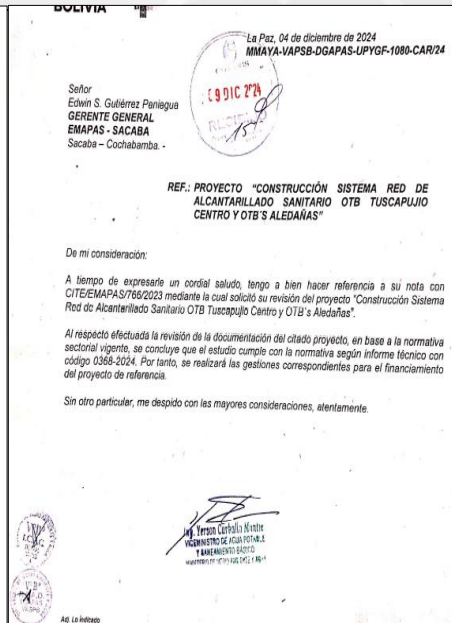 BOLIVIA
La Paz, 04 de diciembre de 2024
MMAYA-VAPSB-DGAPAS-UPYGF-1080-CAR/24
09 DIC 2024
Señor
Edwin S. Gutiérrez Paniagua
GERENTE GENERAL
EMAPAS - SACABA
Sacaba – Cochabamba. -
REF.: PROYECTO "CONSTRUCCIÓN SISTEMA RED DE
ALCANTARILLADO SANITARIO OTB TUSCAPUJIO
CENTRO Y OTB'S ALEDAÑAS"
De mi consideración:
A tiempo de expresarle un cordial saludo, tengo a bien hacer referencia a su nota con
CITE/EMAPAS/766/2023 mediante la cual solicitó su revisión del proyecto "Construcción Sistema
Red de Alcantarillado Sanitario OTB Tuscapujio Centro y OTB's Aledañas".
Al respecto efectuada la revisión de la documentación del citado proyecto, en base a la normativa
sectorial vigente, se concluye que el estudio cumple con la normativa según informe técnico con
código 0368-2024. Por tanto, se realizará las gestiones correspondientes para el financiamiento
del proyecto de referencia.
Sin otro particular, me despido con las mayores consideraciones, atentamente.
Ing. Yerson Carballo
VICEMINISTRO DE AGUA POTABLE
Y SANEAMIENTO BÁSICO
Adj. Lo indicado